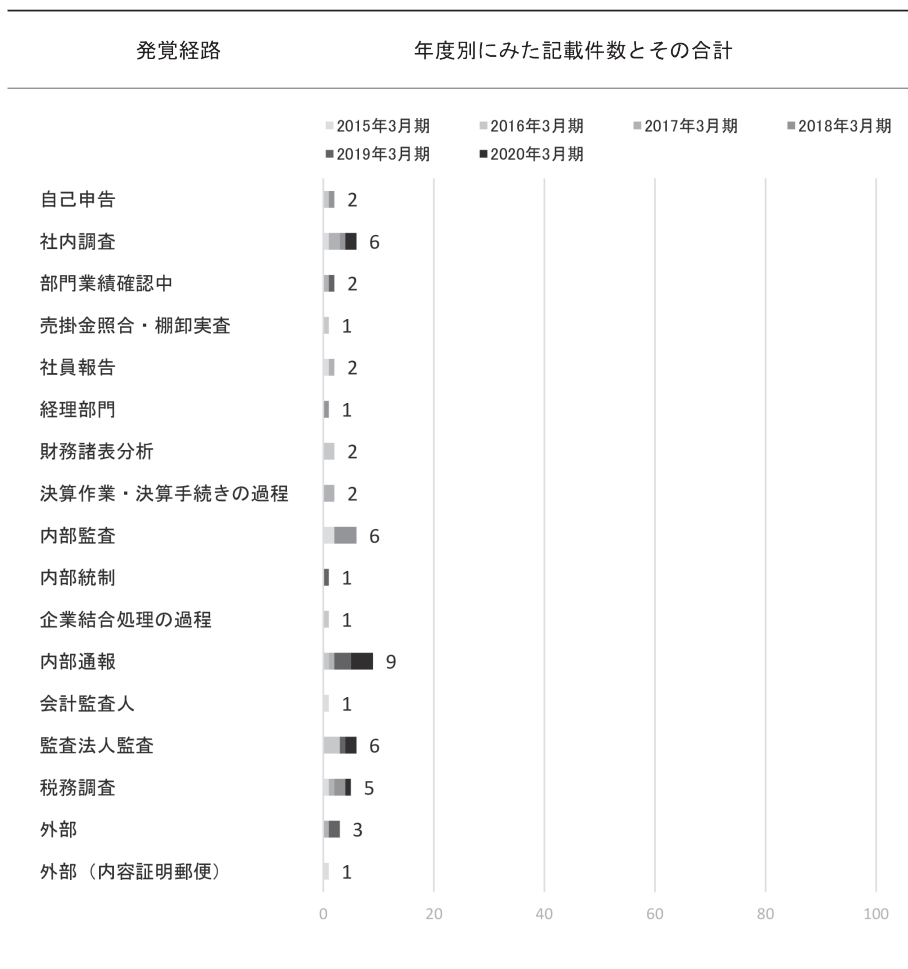 発覚経路 年度別にみた記載件数とその合計
■2015年3月期 ■2016年3月期 ■2017年3月期 ■2018年3月期
■2019年3月期 ■2020年3月期
自己申告 2
社内調査 6
部門業績確認中 2
売掛金照合・棚卸実査 1
社員報告 2
経理部門 1
財務諸表分析 2
決算作業・決算手続きの過程 2
内部監査 6
内部統制 1
企業結合処理の過程 1
内部通報 9
会計監査人 1
監査法人監査 6
税務調査 5
外部 3
外部（内容証明郵便） 1
0 20 40 60 80 100